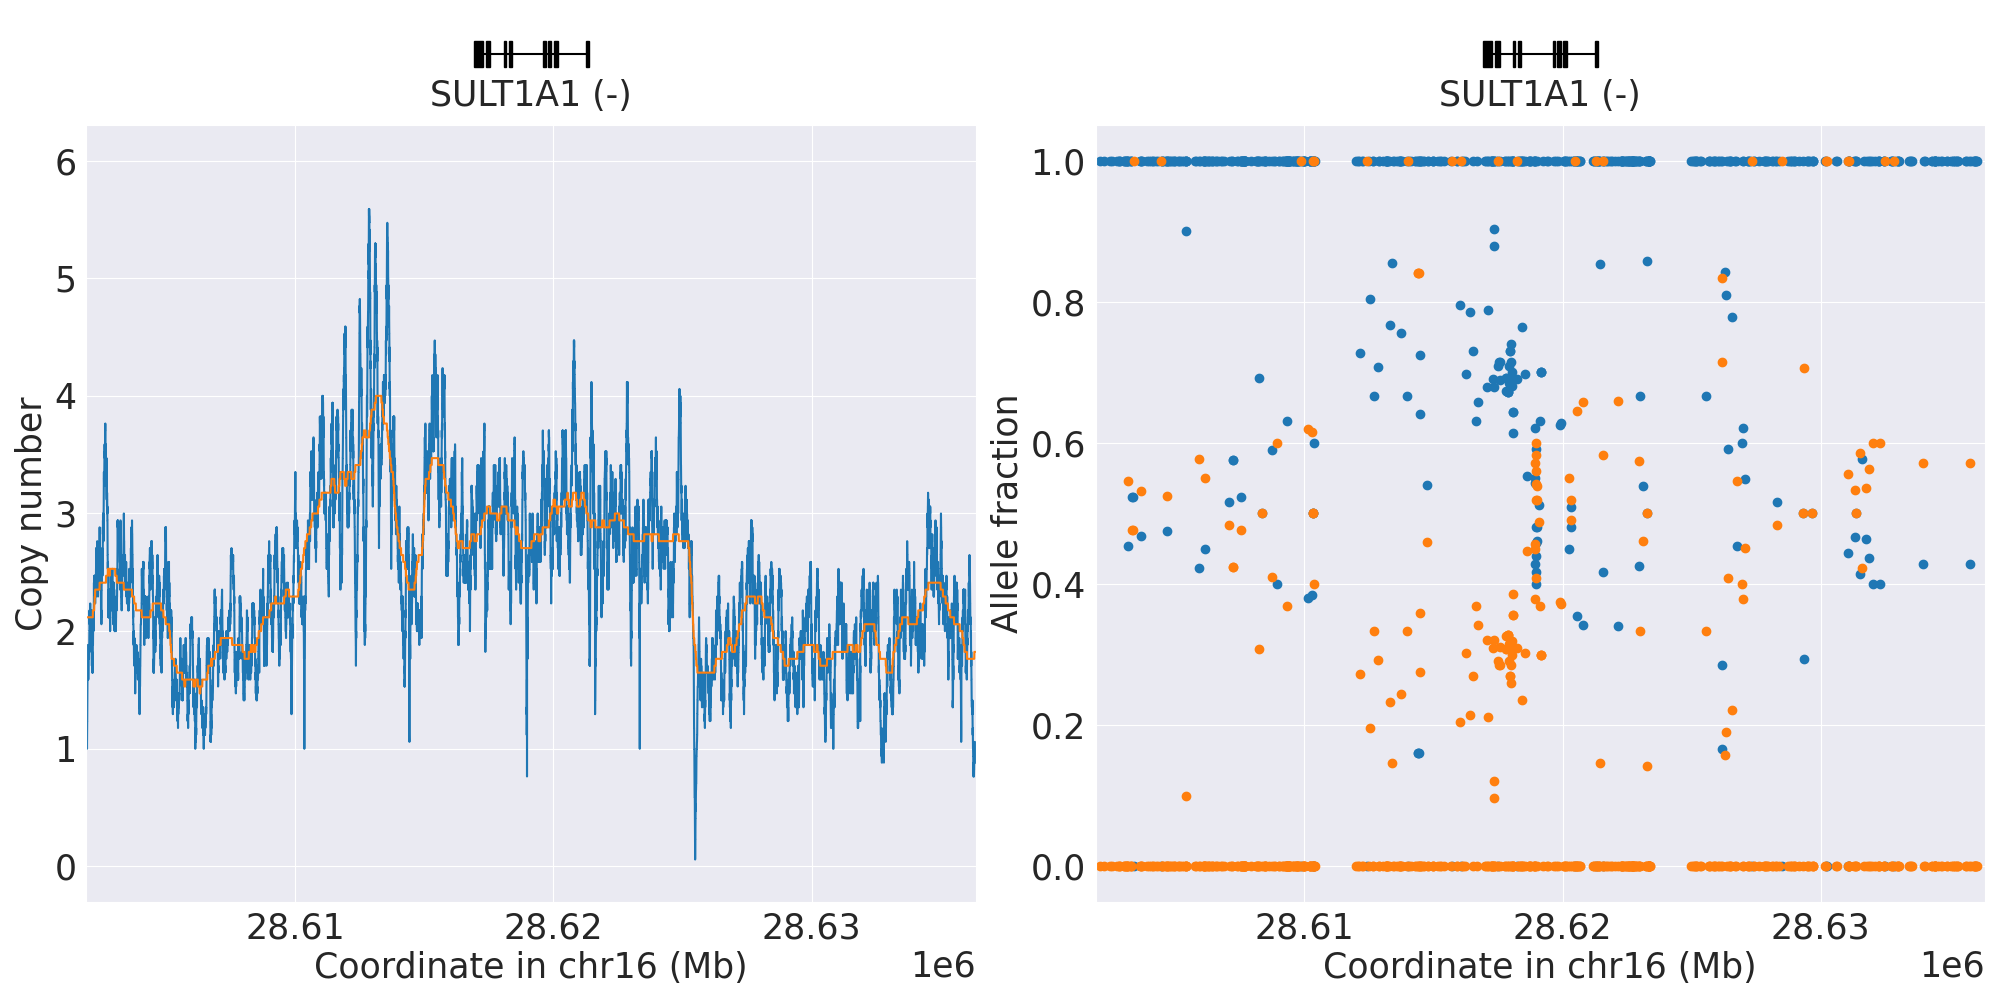 SULT1A1 (-)
6
5
4
3
2
1
0
Copy number
28.61
28.62
28.63
Coordinate in chr16 (Mb)
1e6
SULT1A1 (-)
1.0
0.8
0.6
0.4
0.2
0.0
Allele fraction
28.61
28.62
28.63
Coordinate in chr16 (Mb)
1e6